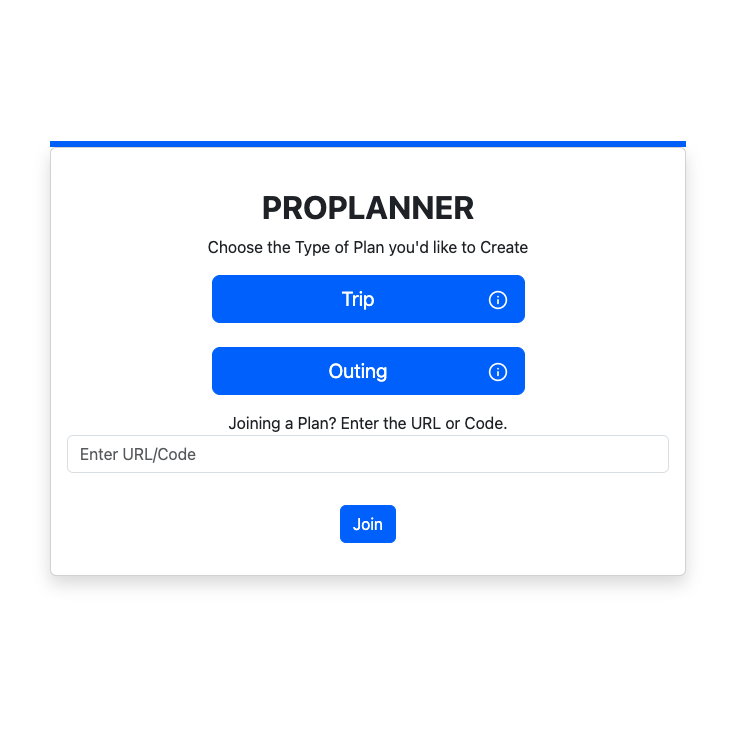 PROPLANNER
Choose the Type of Plan you'd like to Create
Trip
Outing
Joining a Plan? Enter the URL or Code.
Enter URL/Code
Join